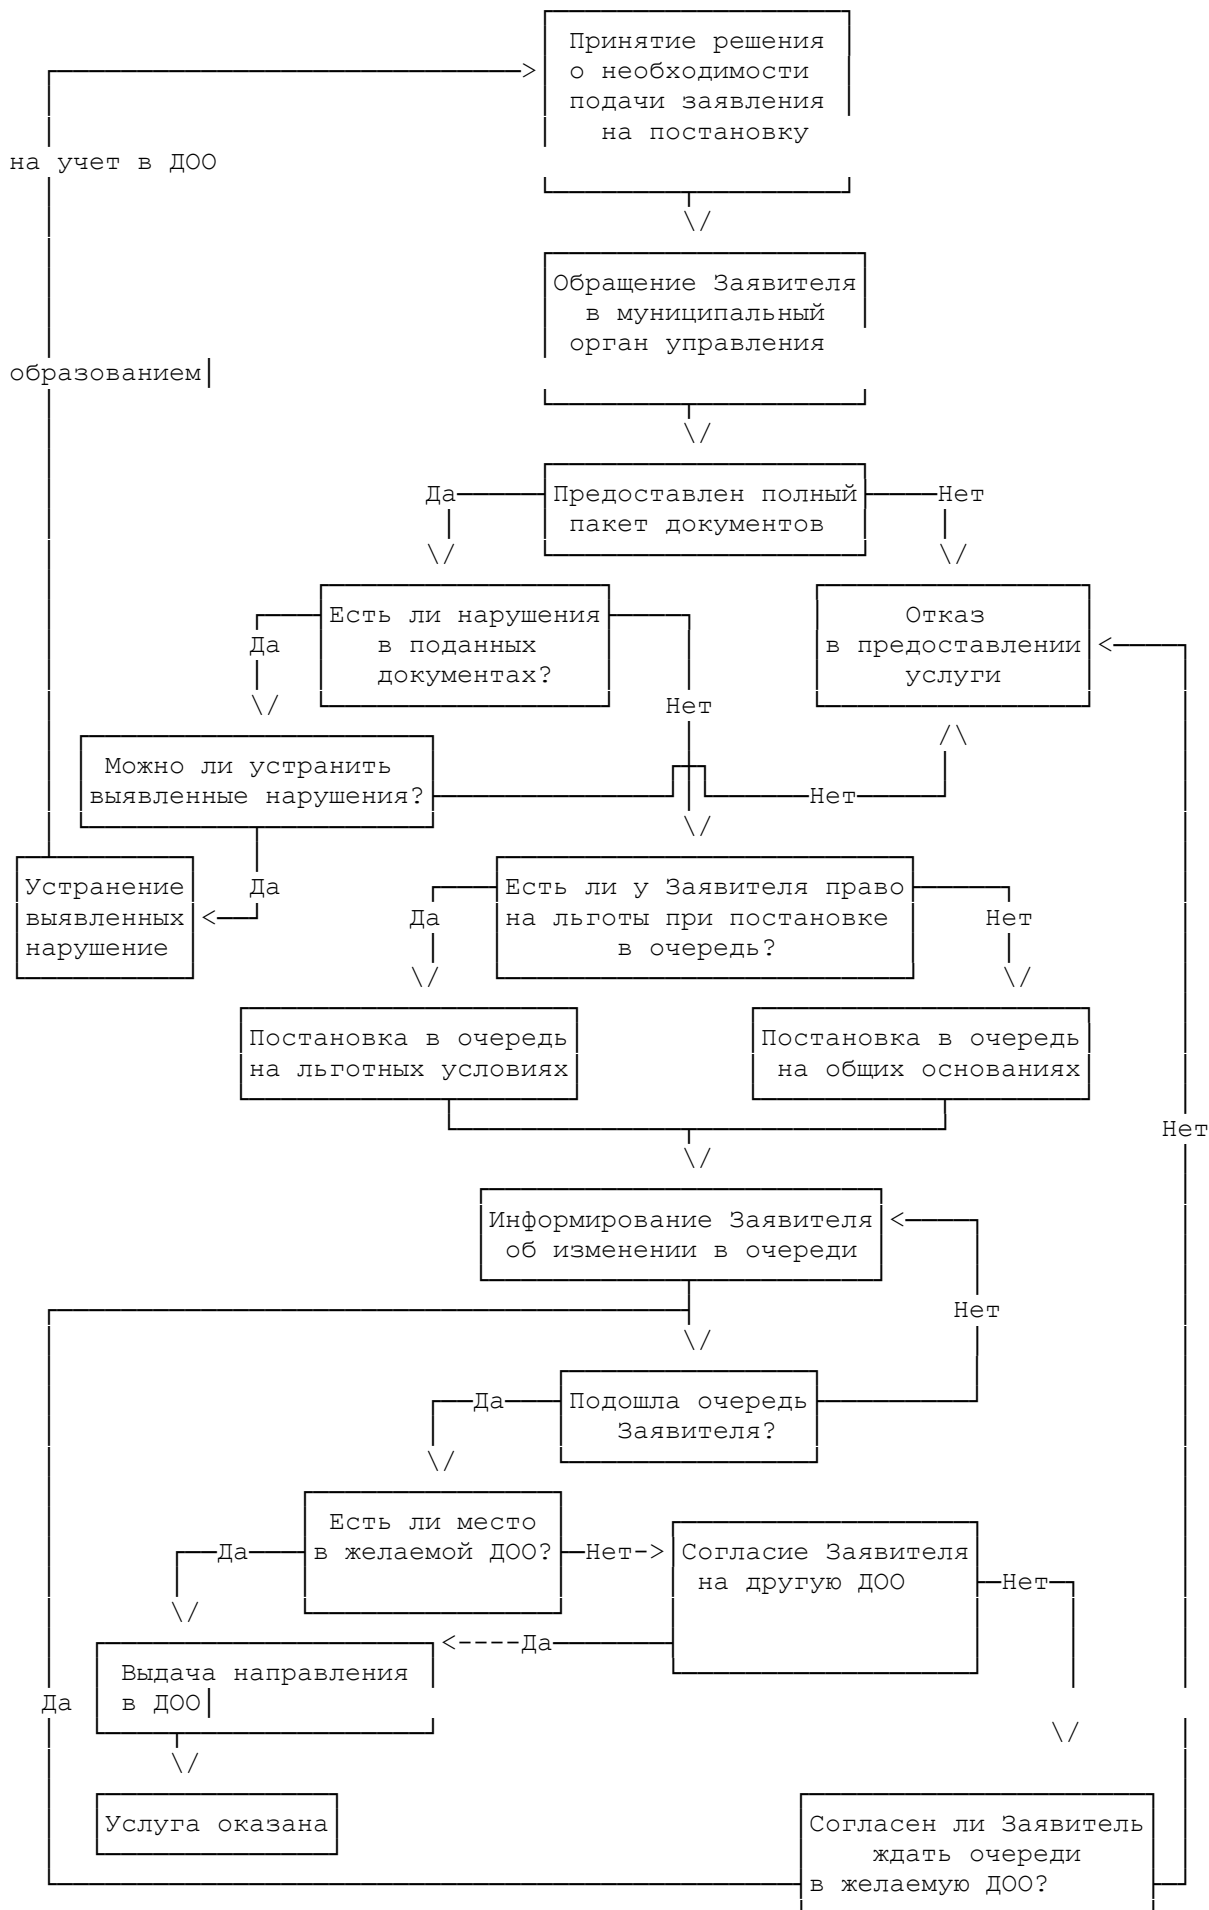 Принятие решения
о необходимости
подачи заявления
на постановку
на учет в ДОО
Обращение Заявителя
в муниципальный
орган управления
образованием
Да
Предоставлен полный
пакет документов
Нет
Есть ли нарушения
в поданных
документах?
Да
Нет
Отказ
в предоставлении
услуги
Можно ли устранить
выявленные нарушения?
Нет
Да
Устранение
выявленных
нарушение
Есть ли у Заявителя право
на льготы при постановке
в очередь?
Да
Нет
Постановка в очередь
на льготных условиях
Постановка в очередь
на общих основаниях
Нет
Информирование Заявителя
об изменении в очереди
Нет
Да
Подошла очередь
Заявителя?
Есть ли место
в желаемой ДОО?
Да
Нет->
Согласие Заявителя
на другую ДОО
Нет
<----Да
Выдача направления
в ДОО
Да
Услуга оказана
Согласен ли Заявитель
ждать очереди
в желаемую ДОО?